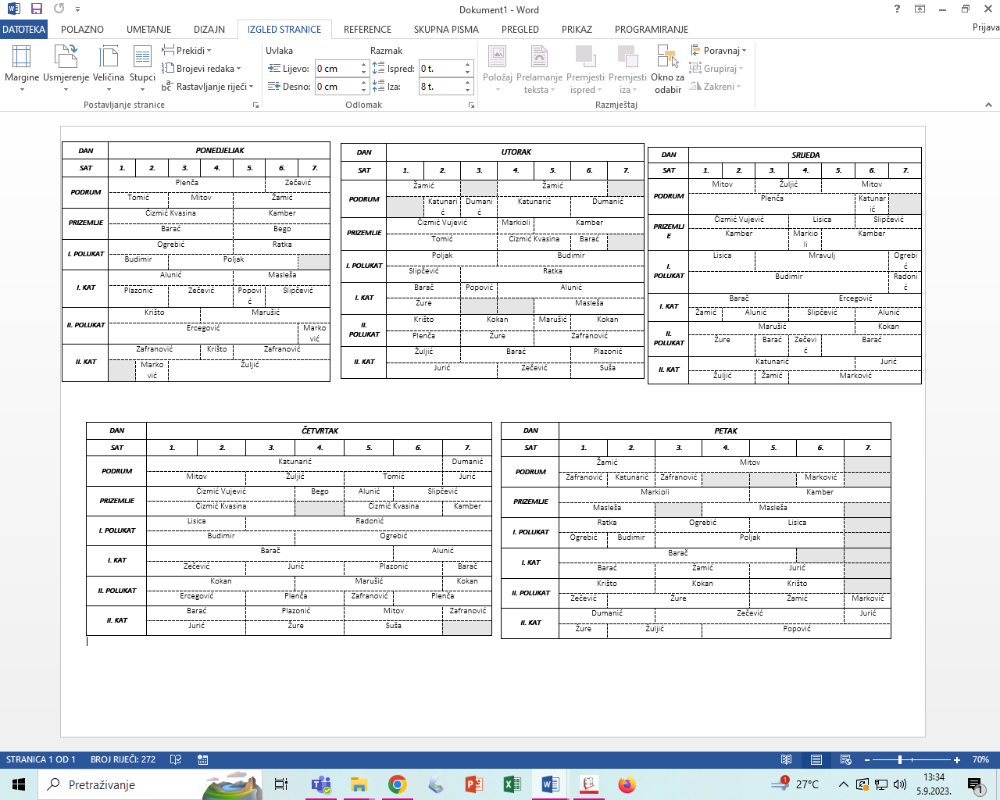 Dokument1 - Word
DATOTEKA POLAZNO UMETANJE DIZAJN IZGLED STRANICE REFERENCE SKUPNA PISMA PREGLED PRIKAZ PROGRAMIRANJE Prijava
Margine Usmjerenje Veličina Stupci
Prekidi
Brojevi redaka
Rastavljanje riječi
Postavljanje stranice
Uvlaka Razmak
Lijevo: 0 cm Ispred: 0 t.
Desno: 0 cm Iza: 8 t.
Odlomak
Položaj Prelamanje teksta Premjesti ispred Premjesti iza Okno za odabir
Poravnaj
Grupiraj
Zakreni
Razmještaj
DAN PONEDJELJAK
SAT 1. 2. 3. 4. 5. 6. 7.
PODRUM Plenča Zečević
Tomić Mitov Žamić
PRIZEMLJE Čizmić Kvasina Kamber
Barać Bego
I. POLUKAT Ogrebić Ratka
Budimir Poljak
I. KAT Alunić Masleša
Plazonić Zečević Popović Slipčević
II. POLUKAT Krišto Marušić
Ercegović Marković
II. KAT Zafranović Krišto Zafranović
Marković Žuljić
DAN UTORAK
SAT 1. 2. 3. 4. 5. 6. 7.
PODRUM Žamić Žamić
Katunarić Dumanić Katunarić Dumanić
PRIZEMLJE Čizmić Vujević Markioli Kamber
Tomić Čizmić Kvasina Barać
I. POLUKAT Poljak Budimir
Slipčević Ratka
I. KAT Barač Popović Alunić
Žure Masleša
II. POLUKAT Krišto Kokan Marušić Kokan
Plenča Žure Zafranović
II. KAT Žuljić Barać Plazonić
Jurić Zečević Suša
DAN SRIJEDA
SAT 1. 2. 3. 4. 5. 6. 7.
PODRUM Mitov Žuljić Mitov
Plenča Katunarić
PRIZEMLJE Čizmić Vujević Lisica Slipčević
Kamber Markioli Kamber
I. POLUKAT Lisica Mravulj Ogrebić
Budimir Radonić
I. KAT Barač Ercegović
Žamić Alunić Slipčević Alunić
II. POLUKAT Marušić Kokan
Žure Barać Zečević Barać
II. KAT Katunarić Jurić
Žuljić Žamić Marković
DAN ČETVRTAK
SAT 1. 2. 3. 4. 5. 6. 7.
PODRUM Katunarić Dumanić
Mitov Žuljić Tomić Jurić
PRIZEMLJE Čizmić Vujević Bego Alunić Slipčević
Čizmić Kvasina Čizmić Kvasina Kamber
I. POLUKAT Lisica Radonić
Budimir Ogrebić
I. KAT Barač Alunić
Zečević Jurić Plazonić Barač
II. POLUKAT Kokan Marušić Kokan
Ercegović Plenča Zafranović Plenča
II. KAT Barać Plazonić Mitov Zafranović
Jurić Žure Suša
DAN PETAK
SAT 1. 2. 3. 4. 5. 6. 7.
PODRUM Žamić Mitov
Zafranović Katunarić Zafranović Marković
PRIZEMLJE Markioli Kamber
Masleša Masleša
I. POLUKAT Ratka Ogrebić Lisica
Ogrebić Budimir Poljak
I. KAT Barač
Barać Žamić Jurić
II. POLUKAT Krišto Kokan Krišto
Zečević Žure Žamić Marković
II. KAT Dumanić Zečević Jurić
Žure Žuljić Popović
STRANICA 1 OD 1 BROJ RIJEČI: 272 70%
Pretraživanje
27°C
13:34
5.9.2023.